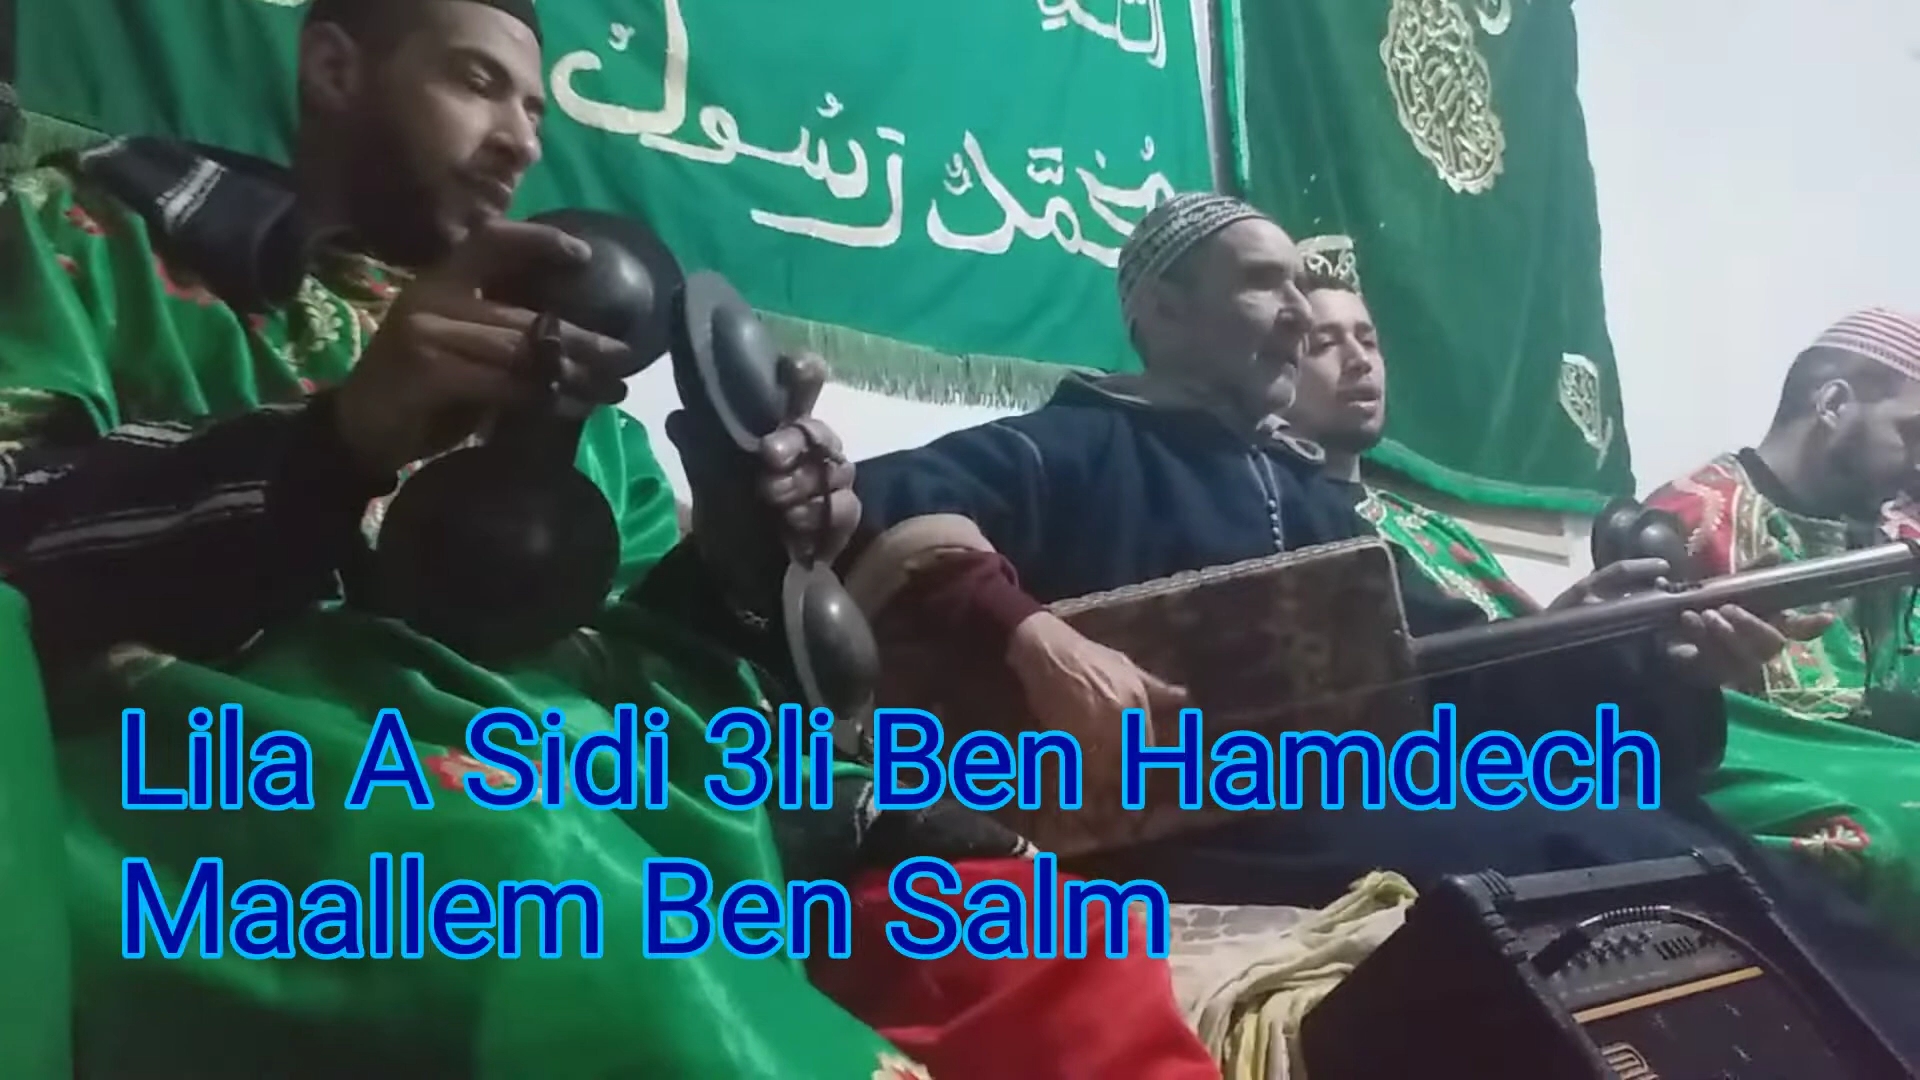 محمد رسول
Lila A Sidi 3li Ben Hamdech
Maallem Ben Salm